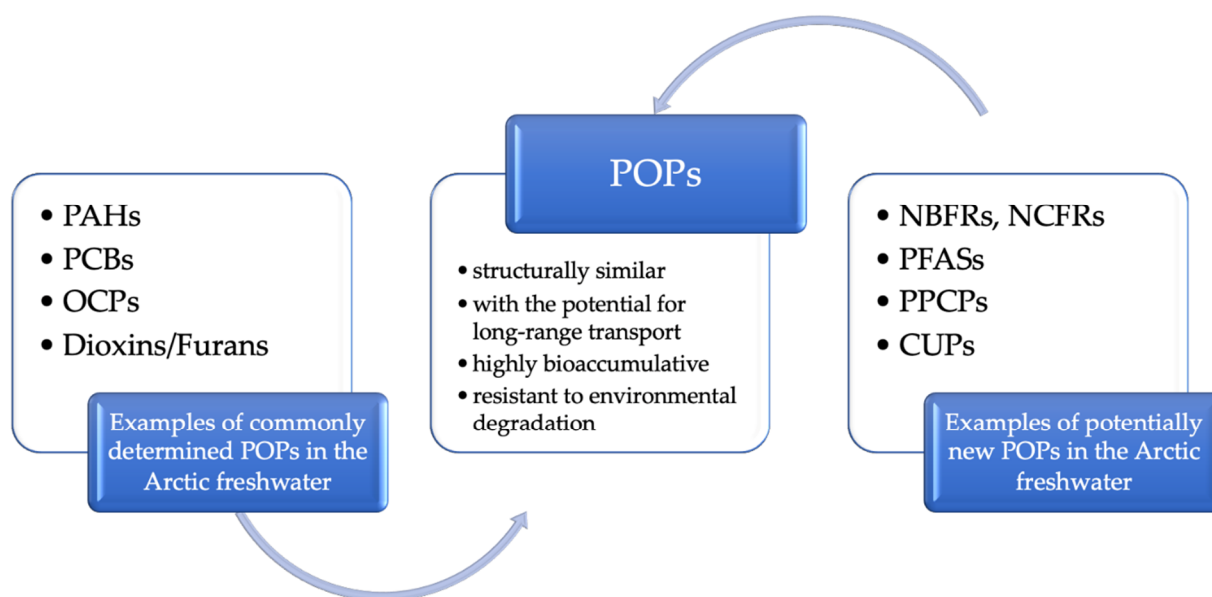 • PAHs
• PCBs
• OCPs
• Dioxins/Furans
Examples of commonly
determined POPs in the
Arctic freshwater
POPs
• structurally similar
• with the potential for
long-range transport
• highly bioaccumulative
• resistant to environmental
degradation
• NBFRs, NCFRs
• PFASs
• PPCPs
• CUPs
Examples of potentially
new POPs in the Arctic
freshwater